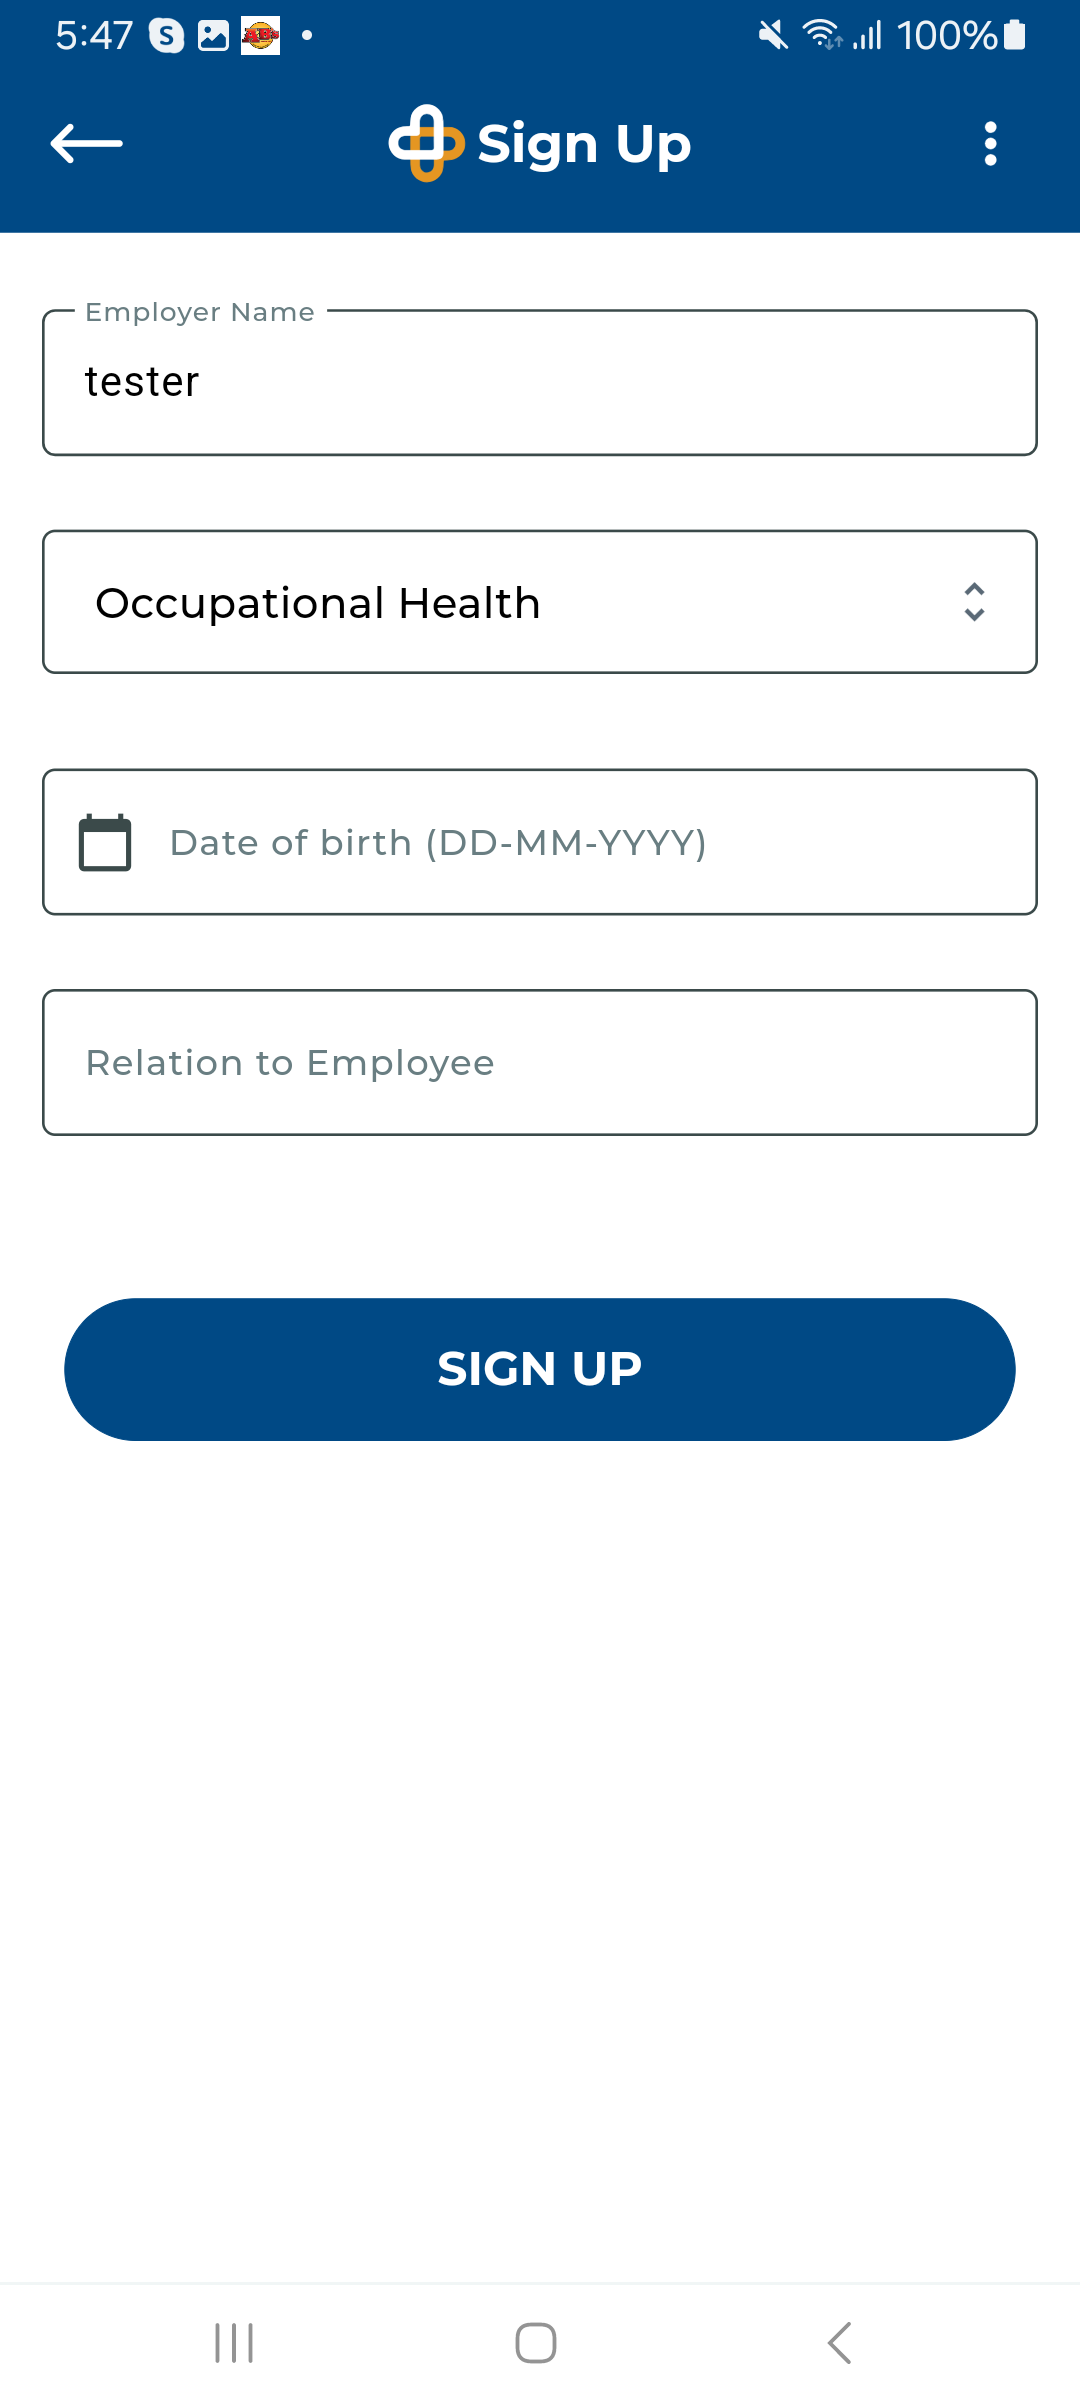 5:47 S ABs 100%
Sign Up
Employer Name
tester
Occupational Health
Date of birth (DD-MM-YYYY)
Relation to Employee
SIGN UP